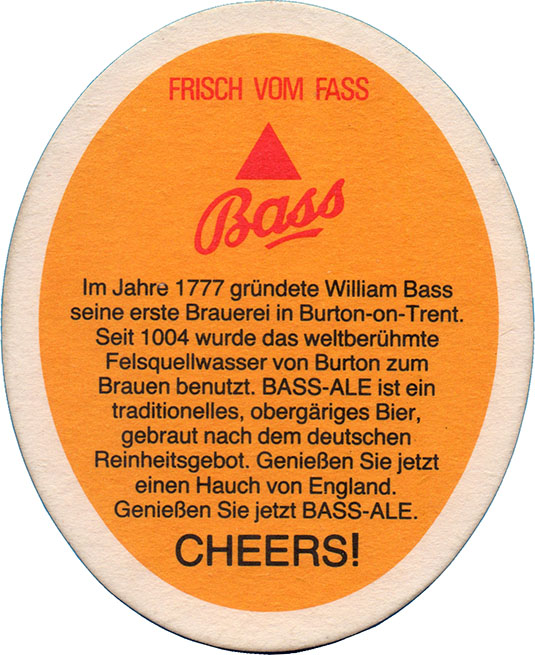 FRISCH VOM FASS
Bass
Im Jahre 1777 gründete William Bass
seine erste Brauerei in Burton-on-Trent.
Seit 1004 wurde das weltberühmte
Felsquellwasser von Burton zum
Brauen benutzt. BASS-ALE ist ein
traditionelles, obergäriges Bier,
gebraut nach dem deutschen
Reinheitsgebot. Genießen Sie jetzt
einen Hauch von England.
Genießen Sie jetzt BASS-ALE.
CHEERS!